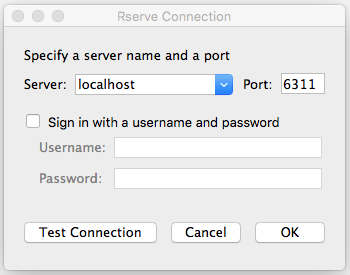 Rserve Connection
Specify a server name and a port
Server: localhost Port: 6311
Sign in with a username and password
Username:
Password:
Test Connection Cancel OK